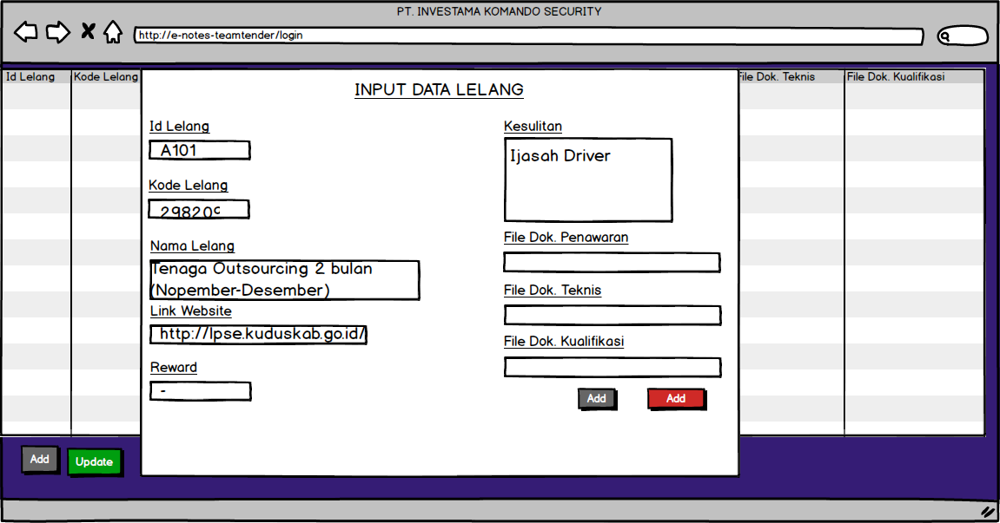 PT. INVESTAMA KOMANDO SECURITY
http://e-notes-teamtender/login
Id Lelang
Kode Lelang
File Dok. Teknis
File Dok. Kualifikasi
INPUT DATA LELANG
Id Lelang
A101
Kode Lelang
298209
Nama Lelang
Tenaga Outsourcing 2 bulan
(Nopember-Desember)
Link Website
http://lpse.kuduskab.go.id/
Reward
-
Kesulitan
Ijasah Driver
File Dok. Penawaran
File Dok. Teknis
File Dok. Kualifikasi
Add
Add
Add
Update